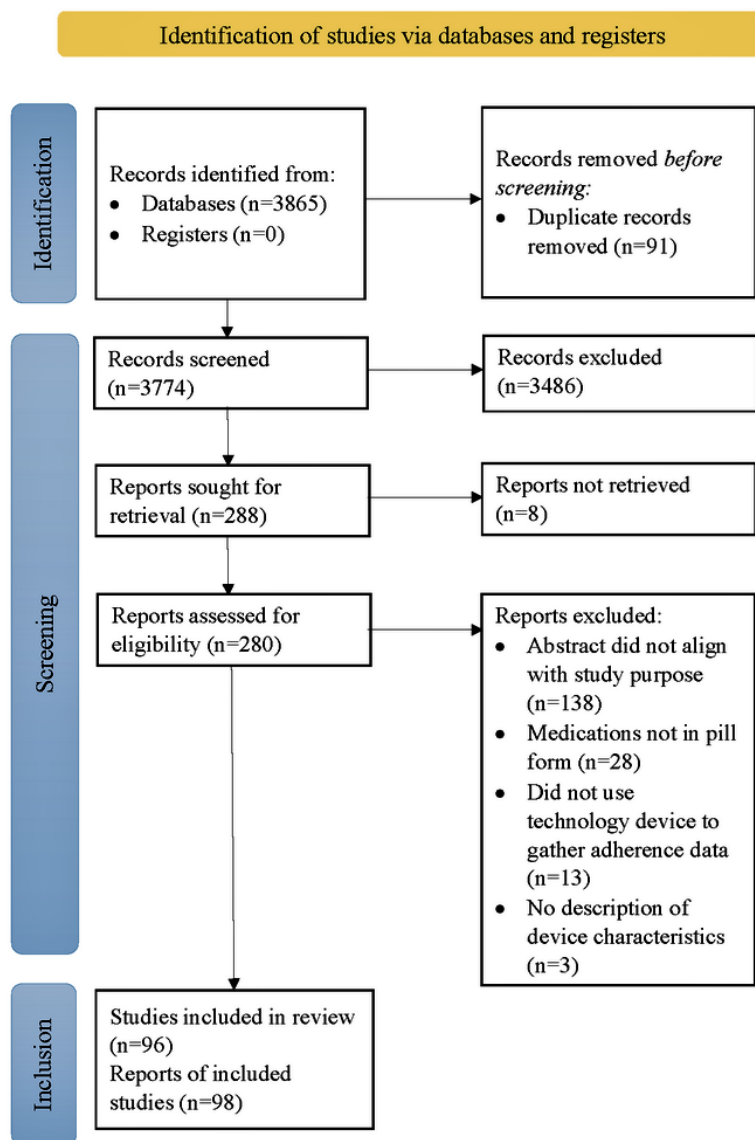 Identification of studies via databases and registers
Identification
Records identified from:
• Databases (n=3865)
• Registers (n=0)
Records removed before
screening:
• Duplicate records
removed (n=91)
Screening
Records screened
(n=3774)
Records excluded
(n=3486)
Reports sought for
retrieval (n=288)
Reports not retrieved
(n=8)
Reports assessed for
eligibility (n=280)
Reports excluded:
• Abstract did not align
with study purpose
(n=138)
• Medications not in pill
form (n=28)
• Did not use
technology device to
gather adherence data
(n=13)
• No description of
device characteristics
(n=3)
Inclusion
Studies included in review
(n=96)
Reports of included
studies (n=98)